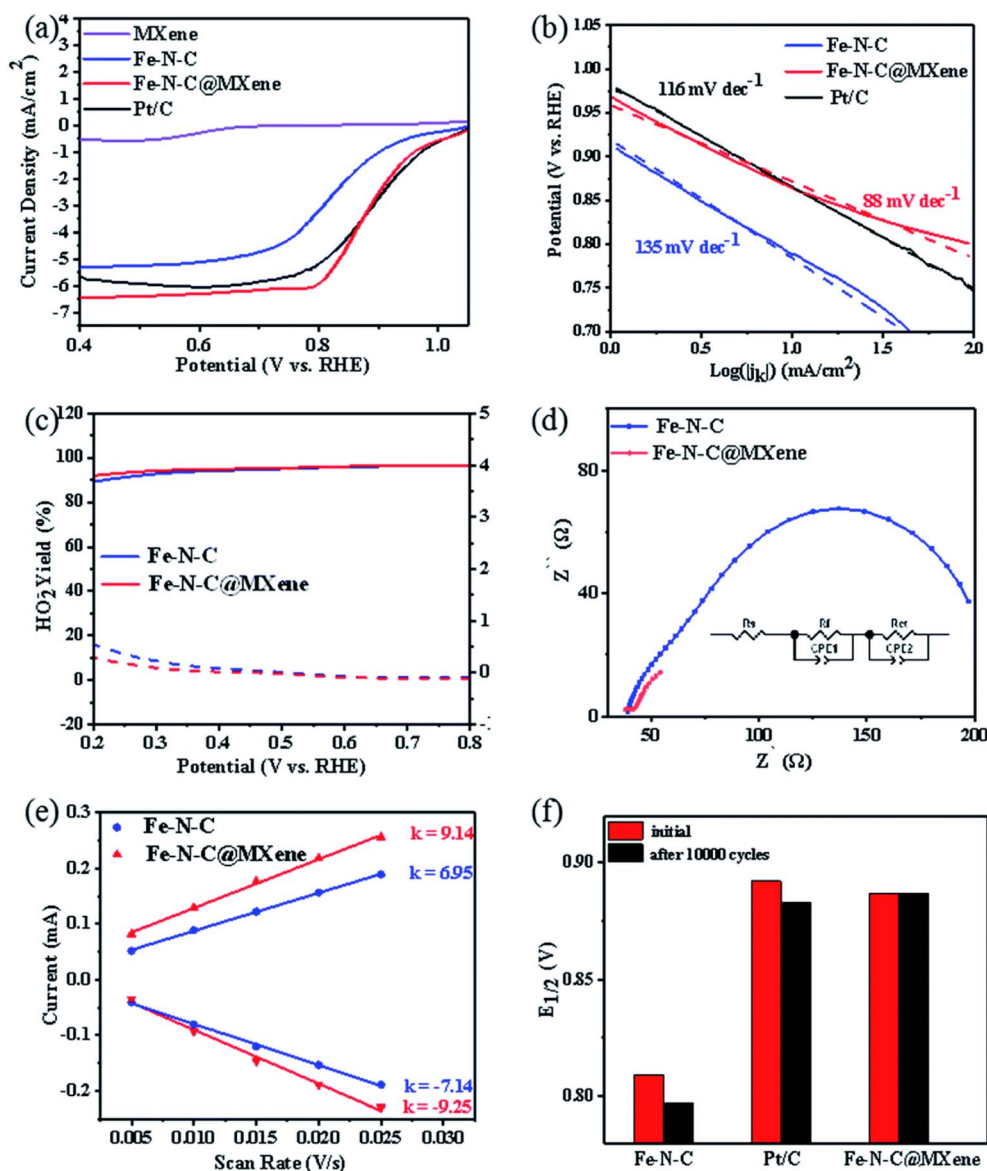 (a)
MXene
Fe-N-C
Fe-N-C@MXene
Pt/C
4
3
2
1
0
-1
-2
-3
-4
-5
-6
-7
Current Density (mA/cm²)
0.4 0.6 0.8 1.0
Potential (V vs. RHE)
(b)
Fe-N-C
Fe-N-C@MXene
Pt/C
116 mV dec⁻¹
88 mV dec⁻¹
135 mV dec⁻¹
1.05
1.00
0.95
0.90
0.85
0.80
0.75
0.70
Potential (V vs. RHE)
0.0 0.5 1.0 1.5 2.0
Log(|jk|) (mA/cm²)
(c)
120
100
80
60
40
20
0
-20
HO₂⁻ Yield (%)
5
4
3
2
1
0
-1
Fe-N-C
Fe-N-C@MXene
0.2 0.3 0.4 0.5 0.6 0.7 0.8
Potential (V vs. RHE)
(d)
Fe-N-C
Fe-N-C@MXene
80
40
0
Z`` (Ω)
Rs Rf Rct
CPE1 CPE2
50 100 150 200
Z` (Ω)
(e)
Fe-N-C
Fe-N-C@MXene
k = 9.14
k = 6.95
k = -7.14
k = -9.25
0.3
0.2
0.1
0.0
-0.1
-0.2
Current (mA)
0.005 0.010 0.015 0.020 0.025 0.030
Scan Rate (V/s)
(f)
initial
after 10000 cycles
0.90
0.85
0.80
E1/2 (V)
Fe-N-C Pt/C Fe-N-C@MXene